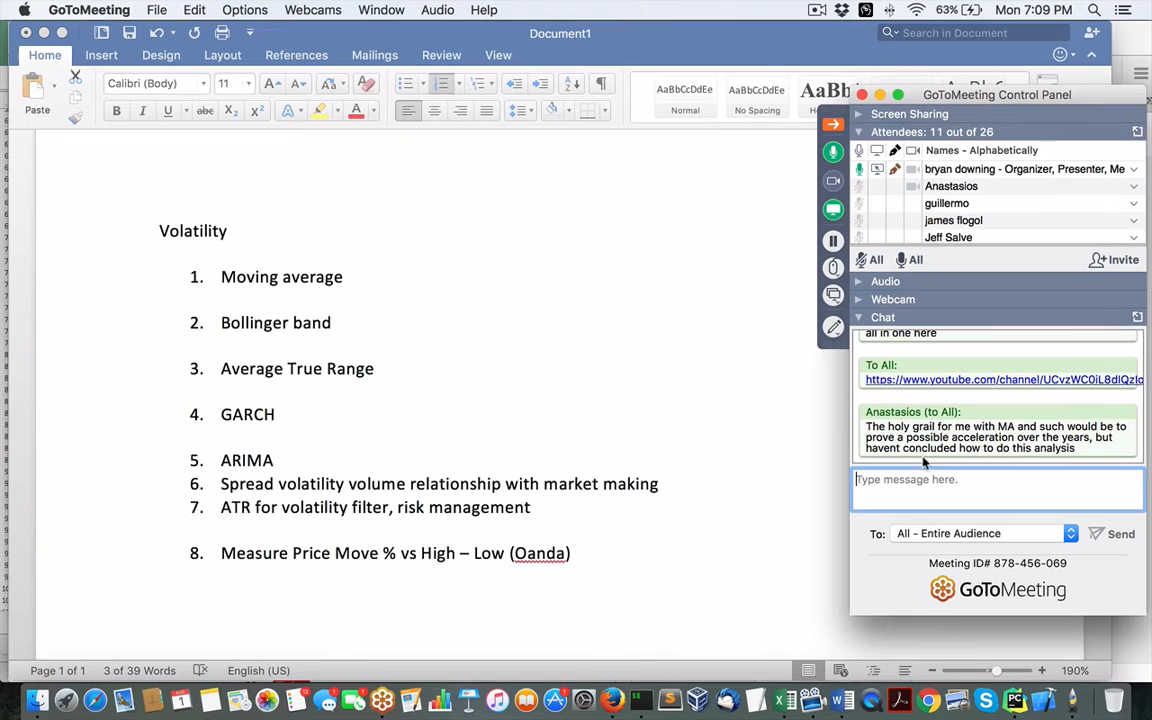 GoToMeeting File Edit Options Webcams Window Audio Help 63% Mon 7:09 PM
Document1
Search in Document
Home Insert Design Layout References Mailings Review View
Paste
Calibri (Body) 11
B I U abc X2 X2
AaBbCcDdEe AaBbCcDdEe
Normal No Spacing
GoToMeeting Control Panel
Screen Sharing
Attendees: 11 out of 26
Names - Alphabetically
bryan downing - Organizer, Presenter, Me
Anastasios
guillermo
james flogol
Jeff Salve
All All Invite
Audio
Webcam
Chat
all in one here
To All:
Anastasios (to All):
The holy grail for me with MA and such would be to
prove a possible acceleration over the years, but
havent concluded how to do this analysis
Type message here.
To: All - Entire Audience Send
Meeting ID# 878-456-069
GoToMeeting
Volatility
1. Moving average
2. Bollinger band
3. Average True Range
4. GARCH
5. ARIMA
6. Spread volatility volume relationship with market making
7. ATR for volatility filter, risk management
8. Measure Price Move % vs High – Low (Oanda)
Page 1 of 1 3 of 39 Words English (US) 190%